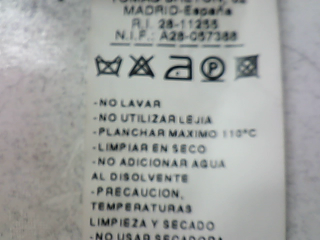 MADRID-España
R.I. 28-11255
N.I.F.: A28-057388
-NO LAVAR
-NO UTILIZAR LEJIA
-PLANCHAR MAXIMO 110°C
-LIMPIAR EN SECO
-NO ADICIONAR AGUA
AL DISOLVENTE
-PRECAUCION,
TEMPERATURAS
LIMPIEZA Y SECADO
-NO USAR SECADORA